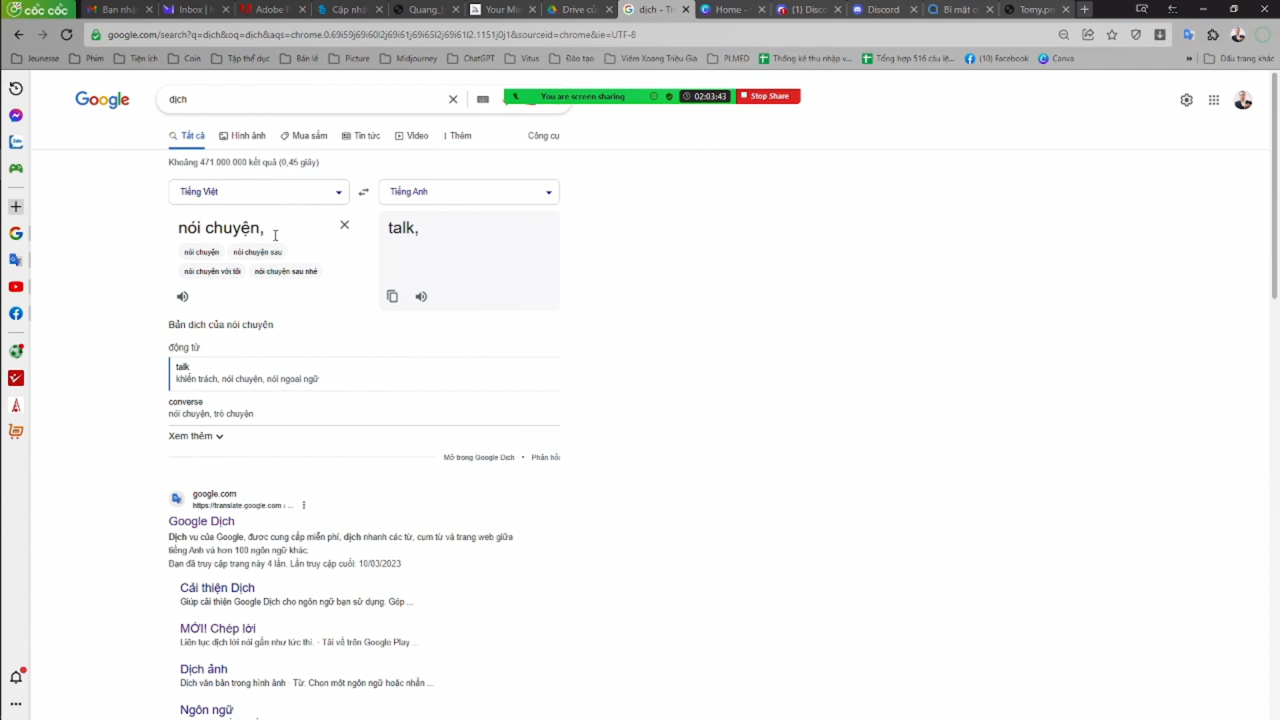 cốc cốc
Bạn nhậ
Inbox (
Cập nhậ
Quang_
Your Mi
Drive củ
dịch - Tì
Home -
(1) Disco
Discord
Bí mật c
Tomy.pn
google.com/search?q=dich&oq=dich&aqs=chrome.0.69i59j69i60l2j69i61j69i65l2j69i61l2.1151j0j1&sourceid=chrome&ie=UTF-8
Jeunesse
Phim
Tiện ích
Coin
Tập thể dục
Bán lẻ
Picture
Midjourney
ChatGPT
Vitus
Đào tạo
Viêm Xoang Triệu Gia
PLMED
Thống kê thu nhập v...
Tổng hợp 516 câu lệ...
(10) Facebook
Canva
»
Dấu trang khác
Google
dịch
You are screen sharing
02:03:43
Stop Share
Tất cả
Hình ảnh
Mua sắm
Tin tức
Video
Thêm
Công cụ
Khoảng 471 000 000 kết quả (0,45 giây)
Tiếng Việt
Tiếng Anh
nói chuyện,
talk,
nói chuyện
nói chuyện sau
nói chuyện với tôi
nói chuyện sau nhé
Bản dịch của nói chuyện
động từ
talk
khiển trách, nói chuyện, nói ngoai ngữ
converse
nói chuyện, trò chuyện
Xem thêm
Mở trong Google Dịch • Phản hồi
google.com
https://translate.google.com › ...
Google Dịch
Dịch vụ của Google, được cung cấp miễn phí, dịch nhanh các từ, cụm từ và trang web giữa
tiếng Anh và hơn 100 ngôn ngữ khác.
Bạn đã truy cập trang này 4 lần. Lần truy cập cuối: 10/03/2023
Cải thiện Dịch
Giúp cải thiện Google Dịch cho ngôn ngữ bạn sử dụng. Góp ...
MỚI! Chép lời
Liên tục dịch lời nói gần như tức thì. · Tải về trên Google Play ...
Dịch ảnh
Dịch văn bản trong hình ảnh · Từ: Chọn một ngôn ngữ hoặc nhấn ...
Ngôn ngữ